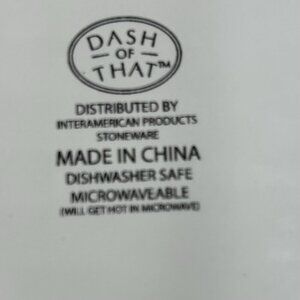 DASH
OF
THAT™
DISTRIBUTED BY
INTERAMERICAN PRODUCTS
STONEWARE
MADE IN CHINA
DISHWASHER SAFE
MICROWAVEABLE
(WILL GET HOT IN MICROWAVE)